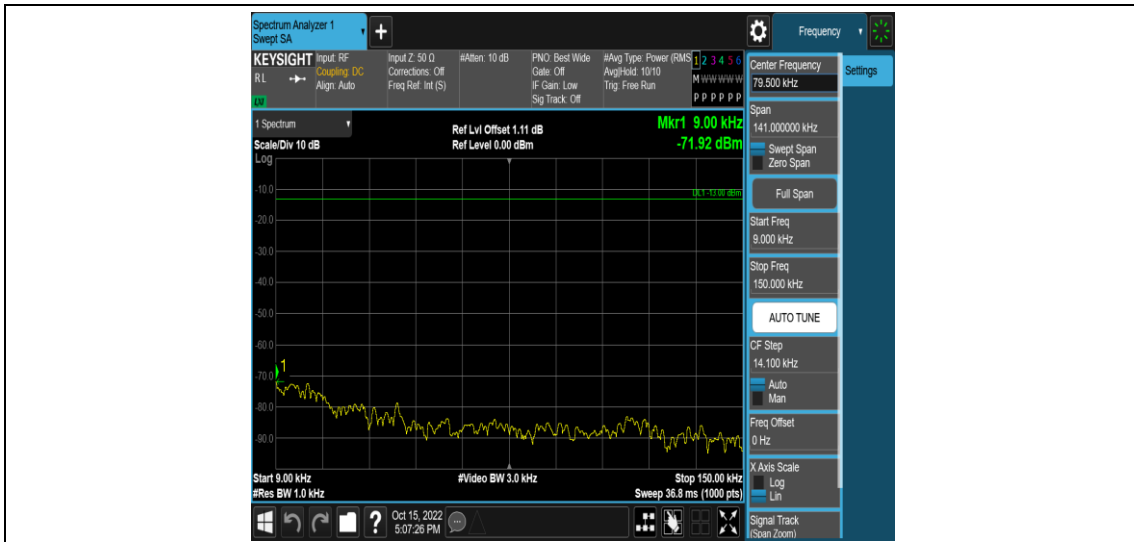 Spectrum Analyzer 1
Swept SA
Frequency
KEYSIGHT
RL
LXI
Input: RF
Coupling: DC
Align: Auto
Input Z: 50 Ω
Corrections: Off
Freq Ref: Int (S)
#Atten: 10 dB
PNO: Best Wide
Gate: Off
IF Gain: Low
Sig Track: Off
#Avg Type: Power (RMS
Avg|Hold: 10/10
Trig: Free Run
1 2 3 4 5 6
M W W W W W
P P P P P P
1 Spectrum
Scale/Div 10 dB
Ref Lvl Offset 1.11 dB
Ref Level 0.00 dBm
Mkr1 9.00 kHz
-71.92 dBm
Log
DL1 -13.00 dBm
-10.0
-20.0
-30.0
-40.0
-50.0
-60.0
-70.0
-80.0
-90.0
1
Start 9.00 kHz
#Res BW 1.0 kHz
#Video BW 3.0 kHz
Stop 150.00 kHz
Sweep 36.8 ms (1000 pts)
Center Frequency
79.500 kHz
Settings
Span
141.000000 kHz
Swept Span
Zero Span
Full Span
Start Freq
9.000 kHz
Stop Freq
150.000 kHz
AUTO TUNE
CF Step
14.100 kHz
Auto
Man
Freq Offset
0 Hz
X Axis Scale
Log
Lin
Signal Track
(Span Zoom)
?
Oct 15, 2022
5:07:26 PM